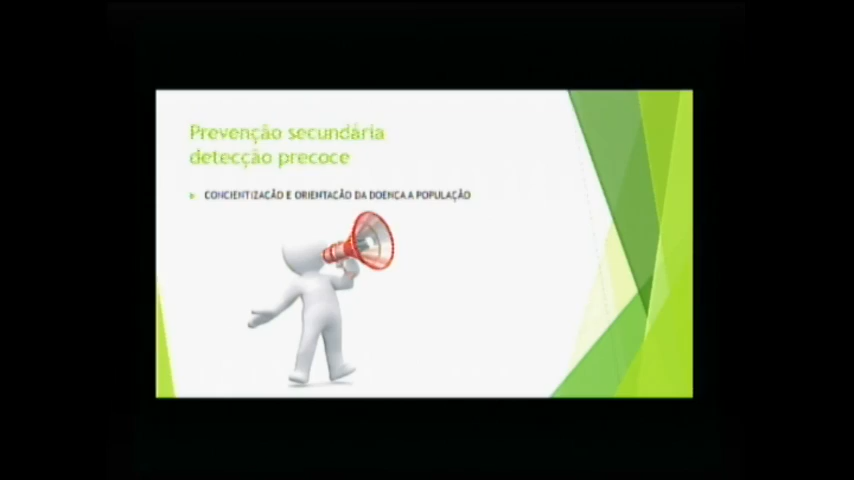 Prevenção secundária
detecção precoce
CONCIENTIZAÇÃO E ORIENTAÇÃO DA DOENÇA A POPULAÇÃO